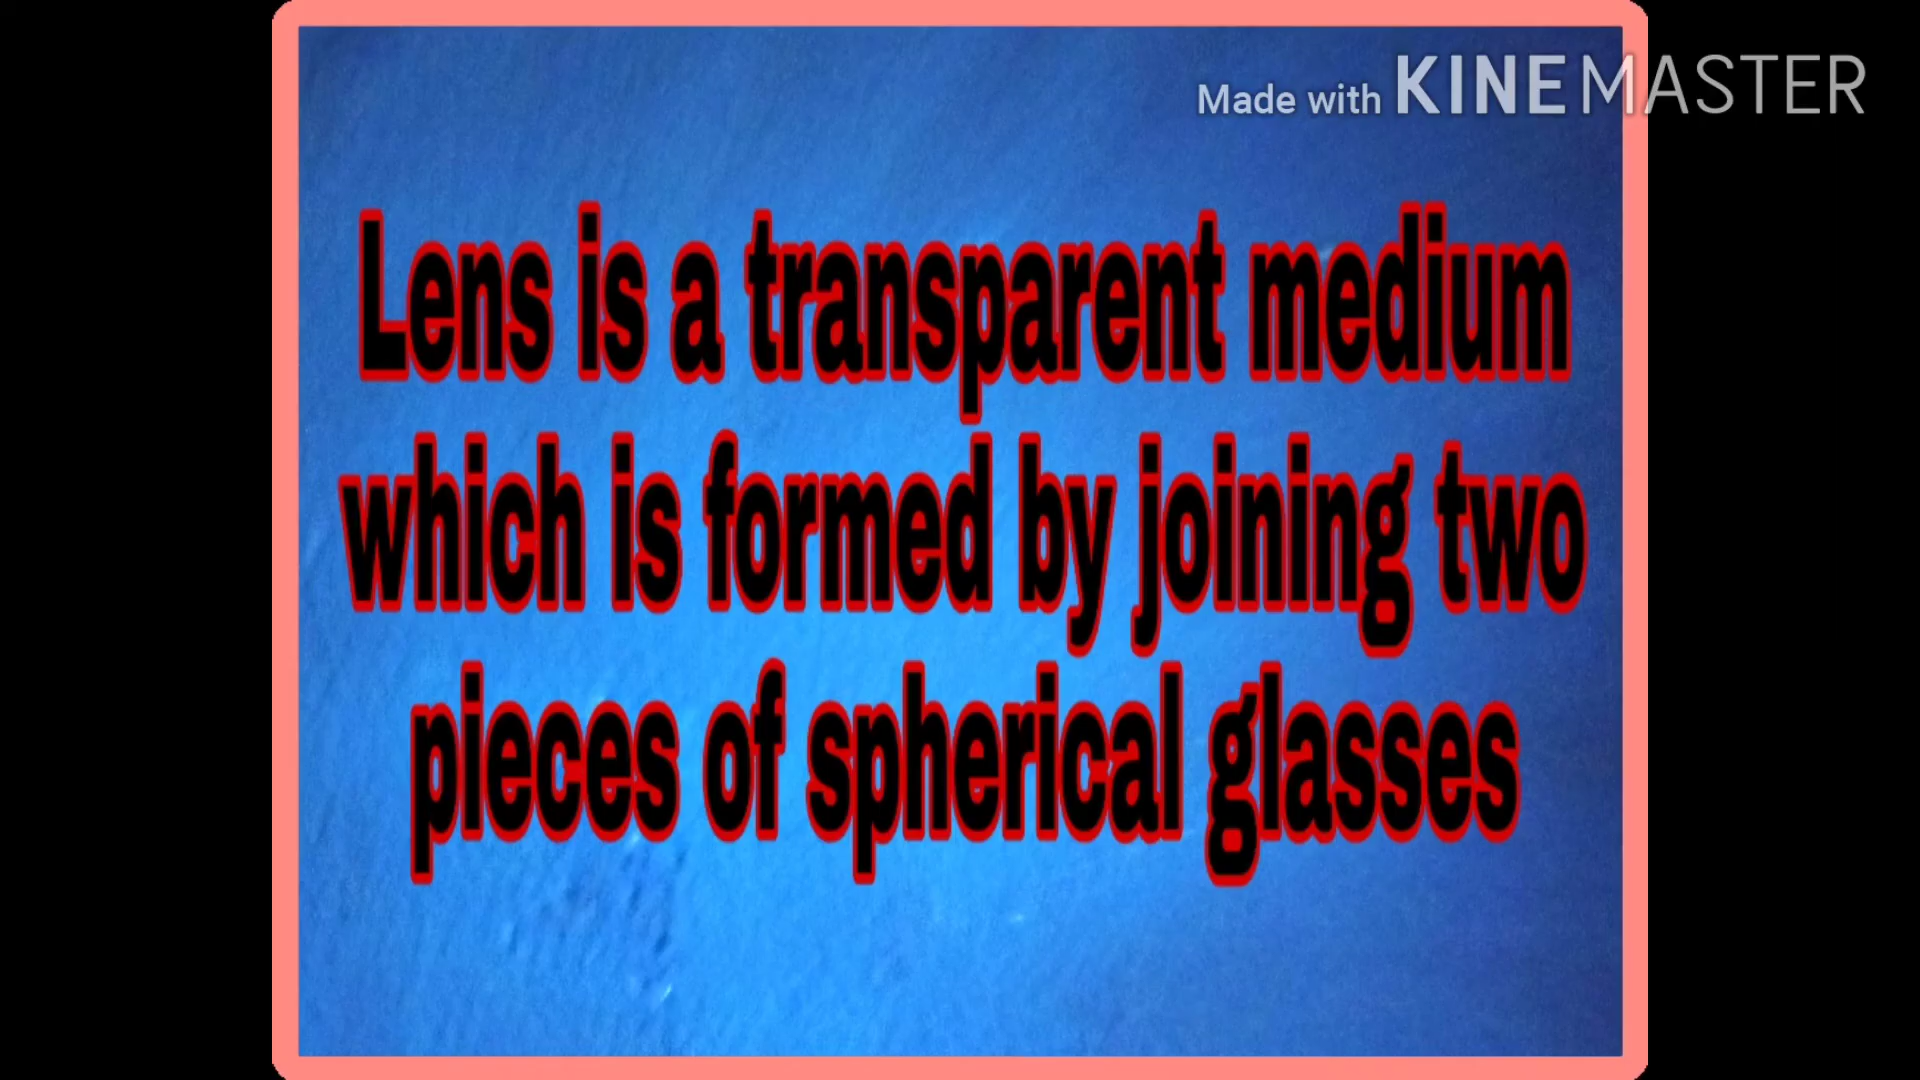 Made with KINEMASTER
Lens is a transparent medium
which is formed by joining two
pieces of spherical glasses